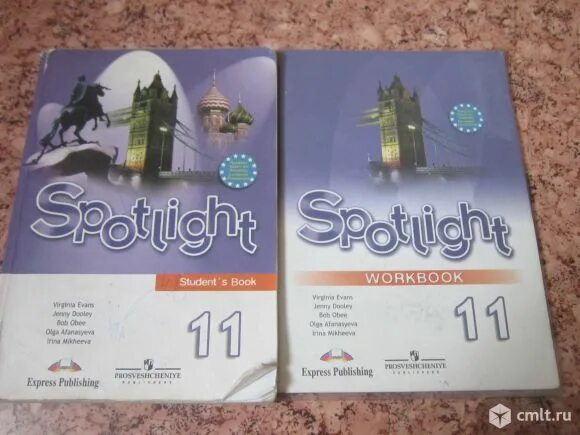 Spotlight
Student's Book
Virginia Evans
Jenny Dooley
Bob Obee
Olga Afanasyeva
Irina Mikheeva
11
Express Publishing
PROSVESHCHENIYE
Spotlight
WORKBOOK
Virginia Evans
Jenny Dooley
Bob Obee
Olga Afanasyeva
Irina Mikheeva
11
Express Publishing
PROSVESHCHENIYE
cmlt.ru